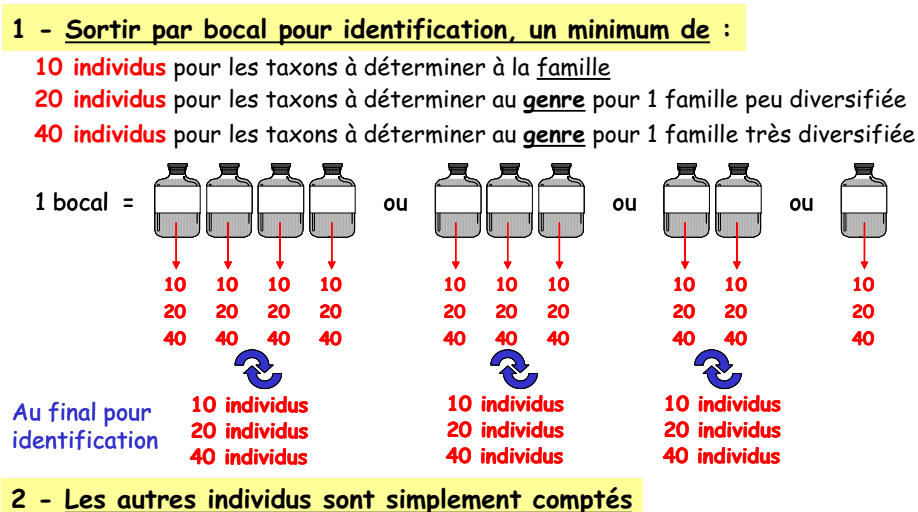 1 - Sortir par bocal pour identification, un minimum de :
10 individus pour les taxons à déterminer à la famille
20 individus pour les taxons à déterminer au genre pour 1 famille peu diversifiée
40 individus pour les taxons à déterminer au genre pour 1 famille très diversifiée
1 bocal = ou ou ou
10 10 10 10 10 10 10 10 10 10
20 20 20 20 20 20 20 20 20 20
40 40 40 40 40 40 40 40 40 40
Au final pour
identification
10 individus 10 individus 10 individus
20 individus 20 individus 20 individus
40 individus 40 individus 40 individus
2 - Les autres individus sont simplement comptés